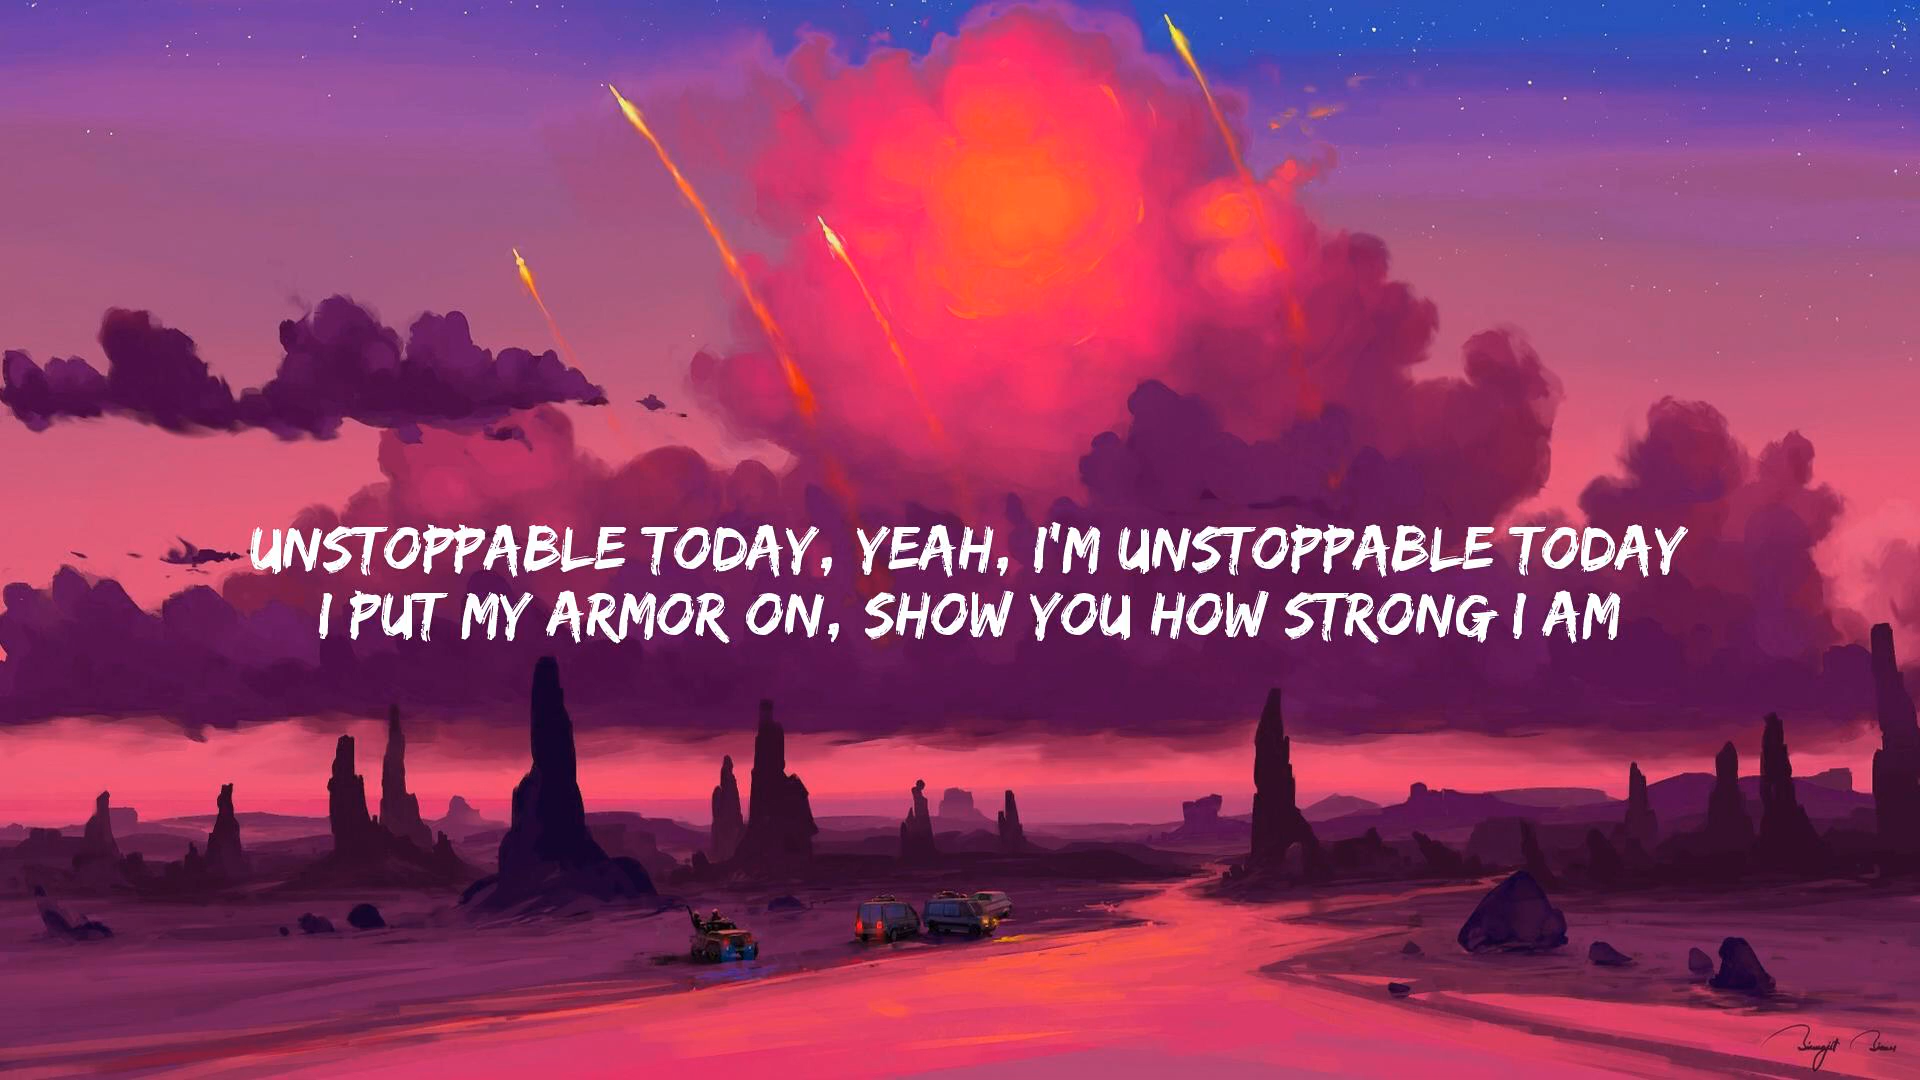 UNSTOPPABLE TODAY, YEAH, I'M UNSTOPPABLE TODAY
I PUT MY ARMOR ON, SHOW YOU HOW STRONG I AM